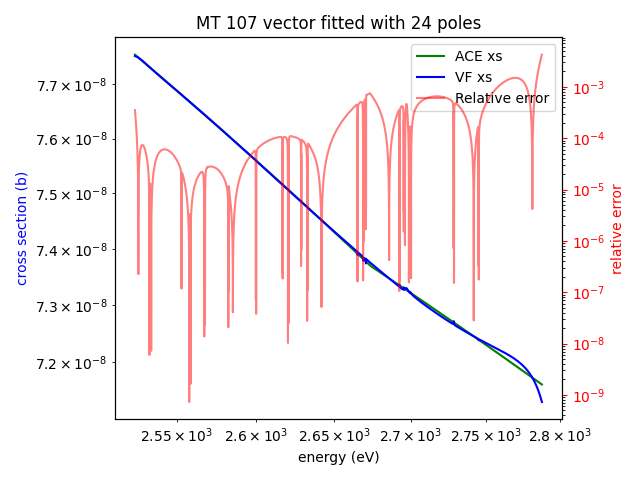 MT 107 vector fitted with 24 poles
ACE xs
VF xs
Relative error
cross section (b)
7.7 × 10⁻⁸
7.6 × 10⁻⁸
7.5 × 10⁻⁸
7.4 × 10⁻⁸
7.3 × 10⁻⁸
7.2 × 10⁻⁸
10⁻³
10⁻⁴
10⁻⁵
10⁻⁶
10⁻⁷
10⁻⁸
10⁻⁹
relative error
2.55 × 10³ 2.6 × 10³ 2.65 × 10³ 2.7 × 10³ 2.75 × 10³ 2.8 × 10³
energy (eV)